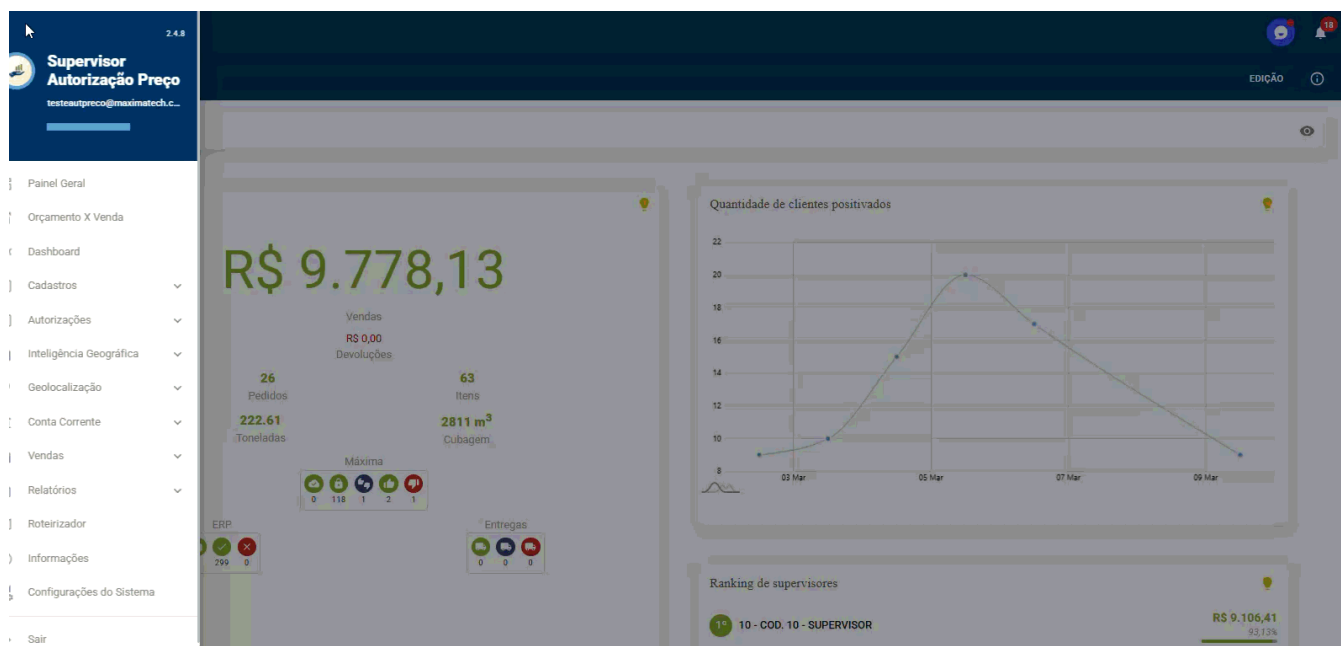 2.4.8
18
Supervisor
Autorização Preço
testeautpreco@maximatech.c...
EDIÇÃO
Painel Geral
Orçamento X Venda
Dashboard
Cadastros
Autorizações
Inteligência Geográfica
Geolocalização
Conta Corrente
Vendas
Relatórios
Roteirizador
Informações
Configurações do Sistema
Sair
R$ 9.778,13
Vendas
R$ 0,00
Devoluções
26 63
Pedidos Itens
222.61 2811 m³
Toneladas Cubagem
Máxima
0 118 1 2 1
ERP Entregas
299 0 0 0 0
Quantidade de clientes positivados
22
20
18
16
14
12
10
8
03 Mar 05 Mar 07 Mar 09 Mar
Ranking de supervisores
1º 10 - COD. 10 - SUPERVISOR R$ 9.106,41
93,13%